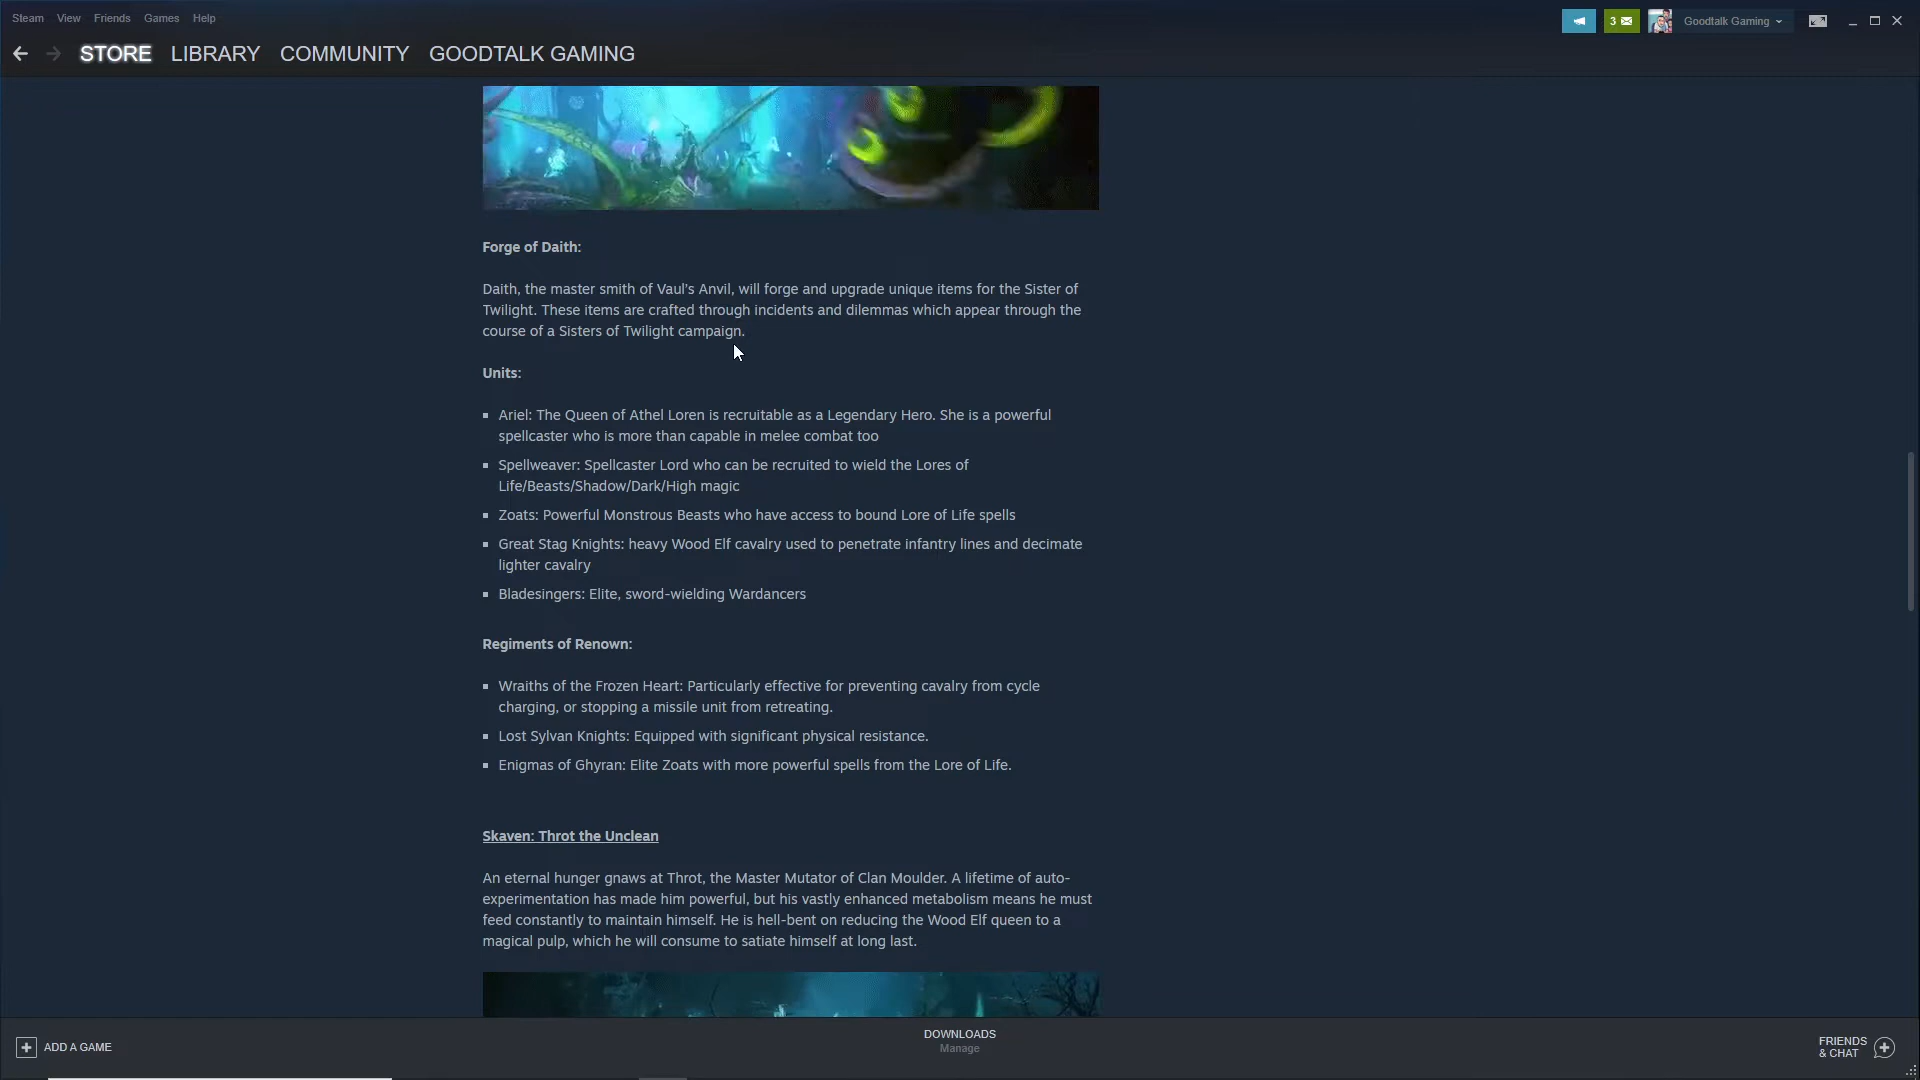 Steam View Friends Games Help
3
Goodtalk Gaming
STORE LIBRARY COMMUNITY GOODTALK GAMING
Forge of Daith:
Daith, the master smith of Vaul's Anvil, will forge and upgrade unique items for the Sister of
Twilight. These items are crafted through incidents and dilemmas which appear through the
course of a Sisters of Twilight campaign.
Units:
Ariel: The Queen of Athel Loren is recruitable as a Legendary Hero. She is a powerful
spellcaster who is more than capable in melee combat too
Spellweaver: Spellcaster Lord who can be recruited to wield the Lores of
Life/Beasts/Shadow/Dark/High magic
Zoats: Powerful Monstrous Beasts who have access to bound Lore of Life spells
Great Stag Knights: heavy Wood Elf cavalry used to penetrate infantry lines and decimate
lighter cavalry
Bladesingers: Elite, sword-wielding Wardancers
Regiments of Renown:
Wraiths of the Frozen Heart: Particularly effective for preventing cavalry from cycle
charging, or stopping a missile unit from retreating.
Lost Sylvan Knights: Equipped with significant physical resistance.
Enigmas of Ghyran: Elite Zoats with more powerful spells from the Lore of Life.
Skaven: Throt the Unclean
An eternal hunger gnaws at Throt, the Master Mutator of Clan Moulder. A lifetime of auto-
experimentation has made him powerful, but his vastly enhanced metabolism means he must
feed constantly to maintain himself. He is hell-bent on reducing the Wood Elf queen to a
magical pulp, which he will consume to satiate himself at long last.
ADD A GAME
DOWNLOADS
Manage
FRIENDS
& CHAT